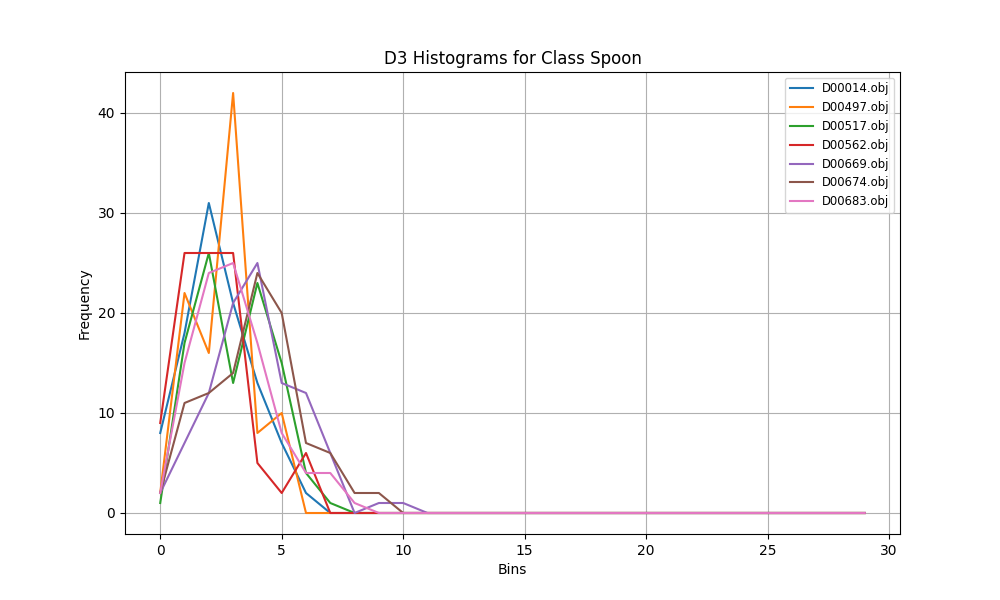 D3 Histograms for Class Spoon
D00014.obj
D00497.obj
D00517.obj
D00562.obj
D00669.obj
D00674.obj
D00683.obj
Frequency
40
30
20
10
0
0 5 10 15 20 25 30
Bins